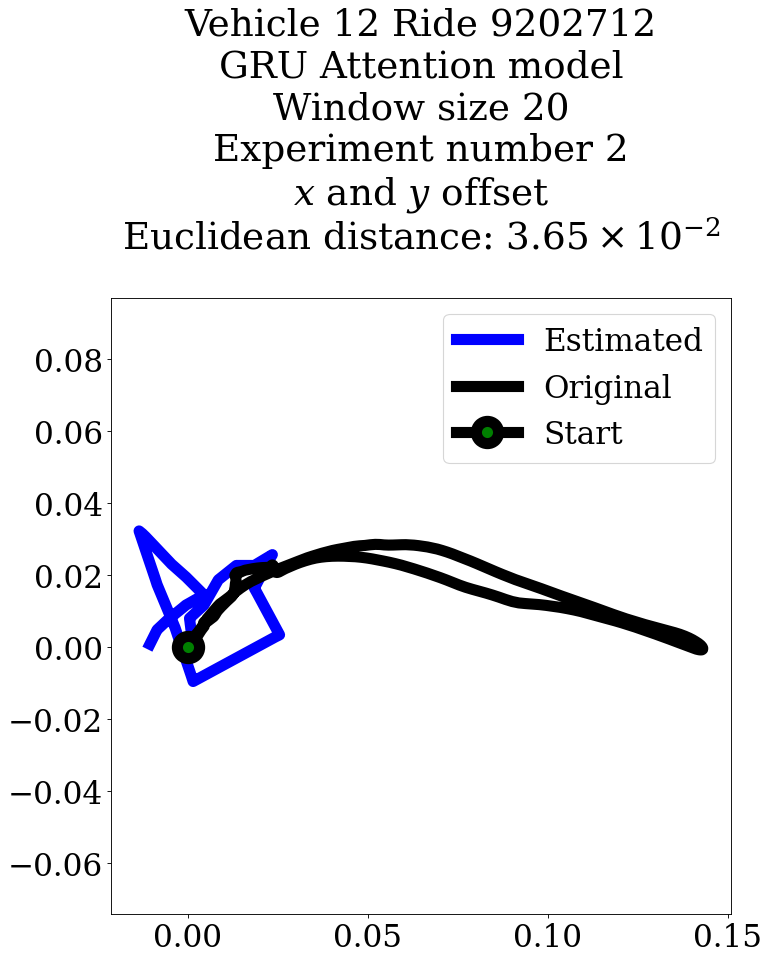 Vehicle 12 Ride 9202712
GRU Attention model
Window size 20
Experiment number 2
x and y offset
Euclidean distance: 3.65 × 10⁻²
Estimated
Original
Start
0.08
0.06
0.04
0.02
0.00
−0.02
−0.04
−0.06
0.00 0.05 0.10 0.15